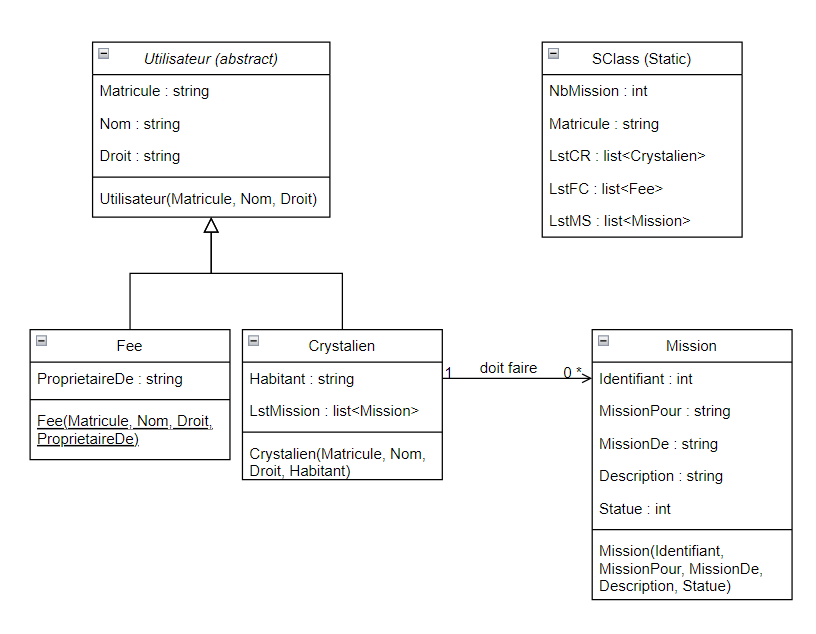 Utilisateur (abstract)
Matricule : string
Nom : string
Droit : string
Utilisateur(Matricule, Nom, Droit)
SClass (Static)
NbMission : int
Matricule : string
LstCR : list<Crystalien>
LstFC : list<Fee>
LstMS : list<Mission>
Fee
ProprietaireDe : string
Fee(Matricule, Nom, Droit,
ProprietaireDe)
Crystalien
Habitant : string
LstMission : list<Mission>
Crystalien(Matricule, Nom,
Droit, Habitant)
1 doit faire 0 *
Mission
Identifiant : int
MissionPour : string
MissionDe : string
Description : string
Statue : int
Mission(Identifiant,
MissionPour, MissionDe,
Description, Statue)